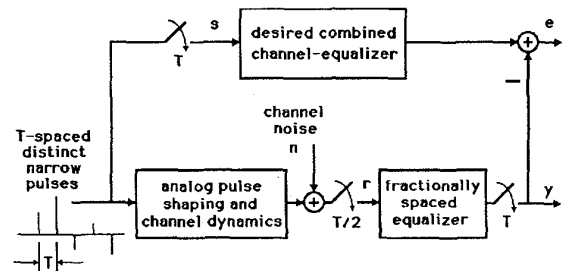 s
T
desired combined
channel-equalizer
+
e
−
channel
noise
n
T-spaced
distinct
narrow
pulses
T
analog pulse
shaping and
channel dynamics
+
T/2
r
fractionally
spaced
equalizer
T
y